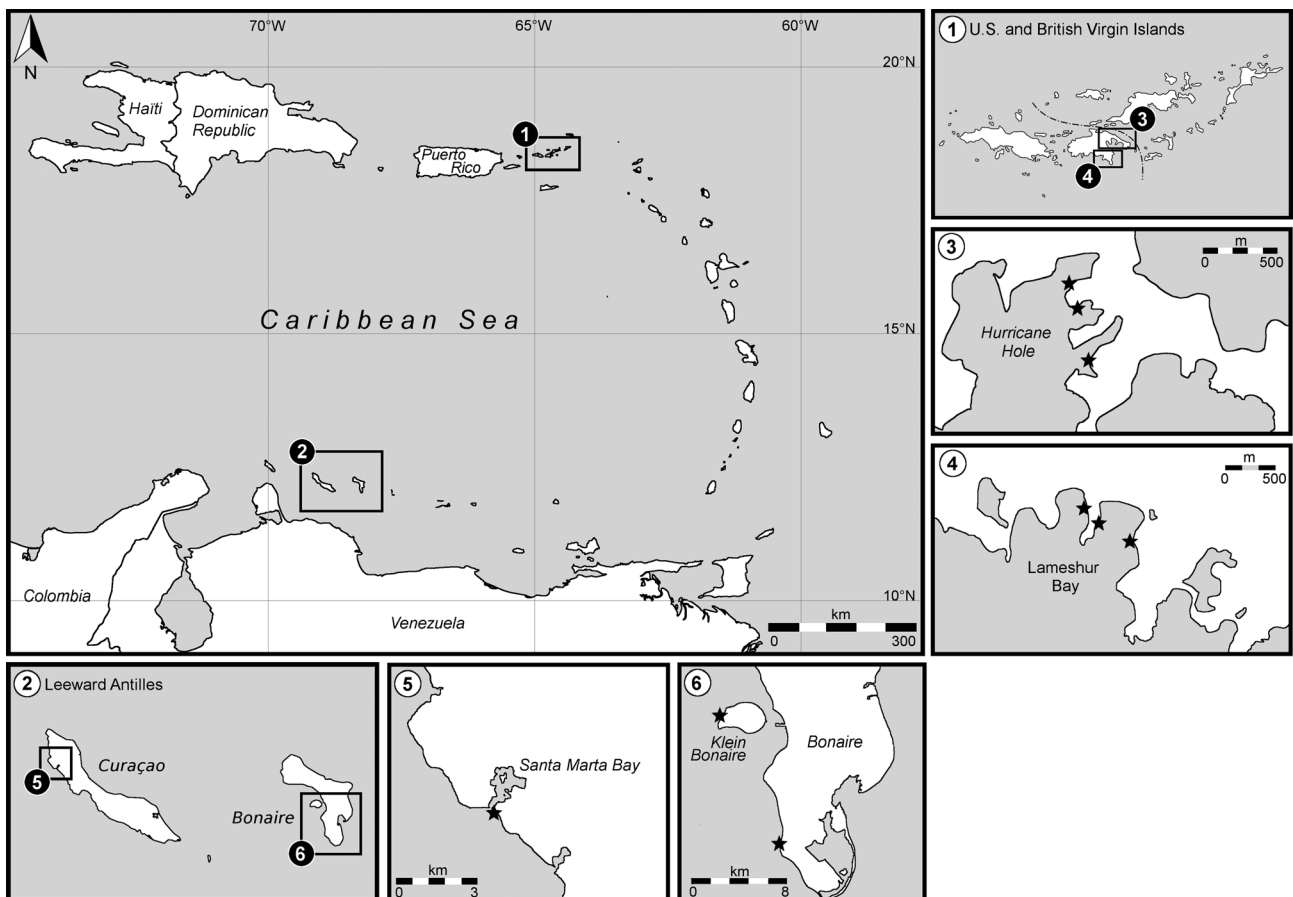 70°W
65°W
60°W
N
20°N
Haïti
Dominican
Republic
Puerto
Rico
1
Caribbean Sea
15°N
2
Colombia
Venezuela
10°N
km
0 300
1 U.S. and British Virgin Islands
3
4
3
m
0 500
Hurricane
Hole
4
m
0 500
Lameshur
Bay
2 Leeward Antilles
Curaçao
5
Bonaire
6
5
Santa Marta Bay
km
0 3
6
Klein
Bonaire
Bonaire
km
0 8